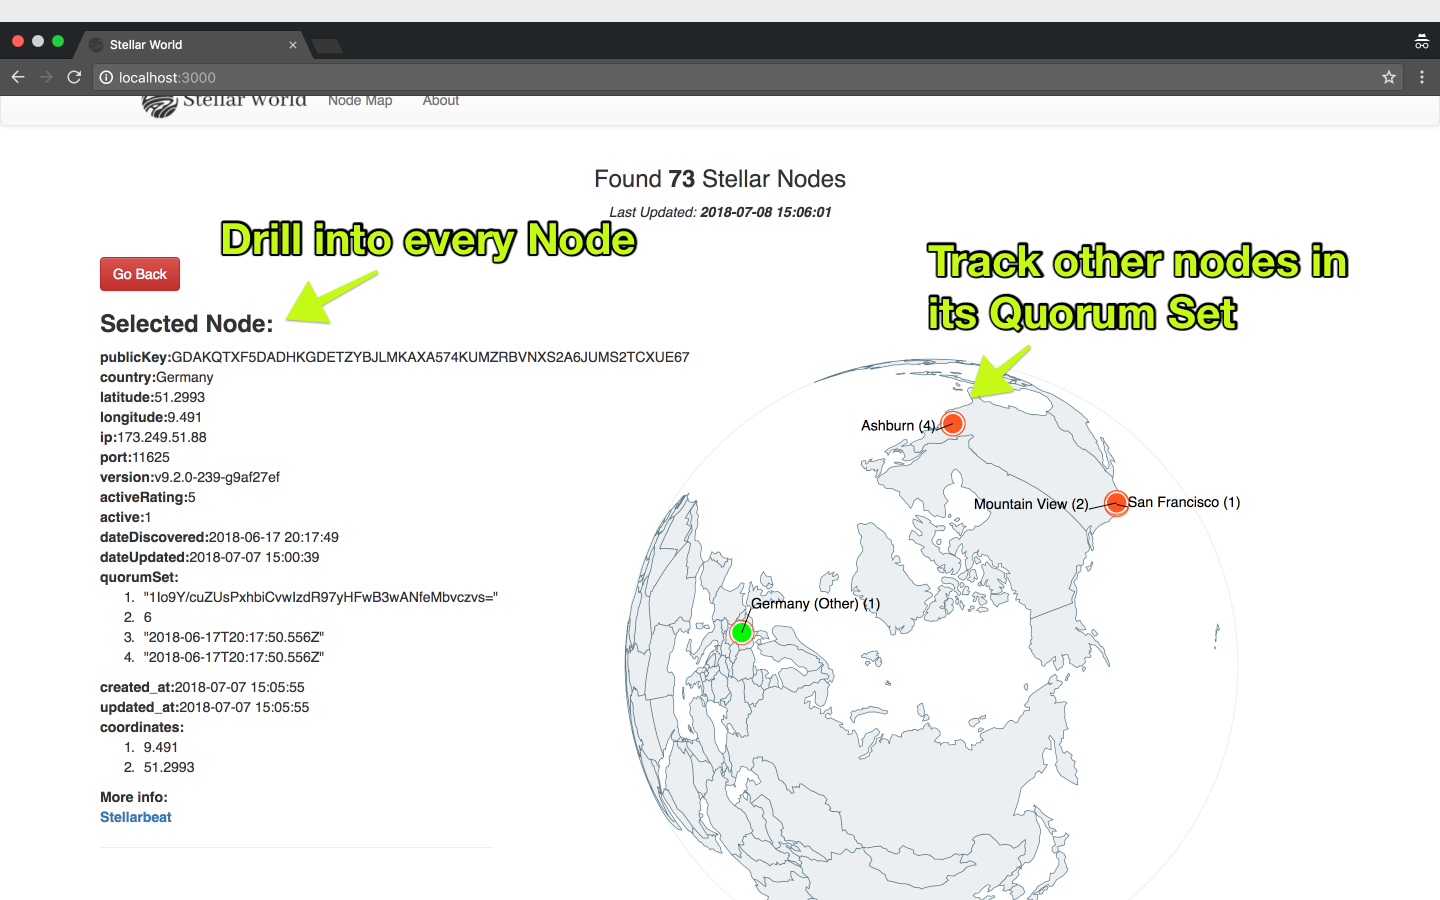 Stellar World
localhost:3000
Stellar World Node Map About
Found 73 Stellar Nodes
Last Updated: 2018-07-08 15:06:01
Drill into every Node
Track other nodes in
its Quorum Set
Go Back
Selected Node:
publicKey:GDAKQTXF5DADHKGDETZYBJLMKAXA574KUMZRBVNXS2A6JUMS2TCXUE67
country:Germany
latitude:51.2993
longitude:9.491
ip:173.249.51.88
port:11625
version:v9.2.0-239-g9af27ef
activeRating:5
active:1
dateDiscovered:2018-06-17 20:17:49
dateUpdated:2018-07-07 15:00:39
quorumSet:
1. "1Io9Y/cuZUsPxhbiCvwIzdR97yHFwB3wANfeMbvczvs="
2. 6
3. "2018-06-17T20:17:50.556Z"
4. "2018-06-17T20:17:50.556Z"
created_at:2018-07-07 15:05:55
updated_at:2018-07-07 15:05:55
coordinates:
1. 9.491
2. 51.2993
More info:
Stellarbeat
Ashburn (4)
Mountain View (2)
San Francisco (1)
Germany (Other) (1)